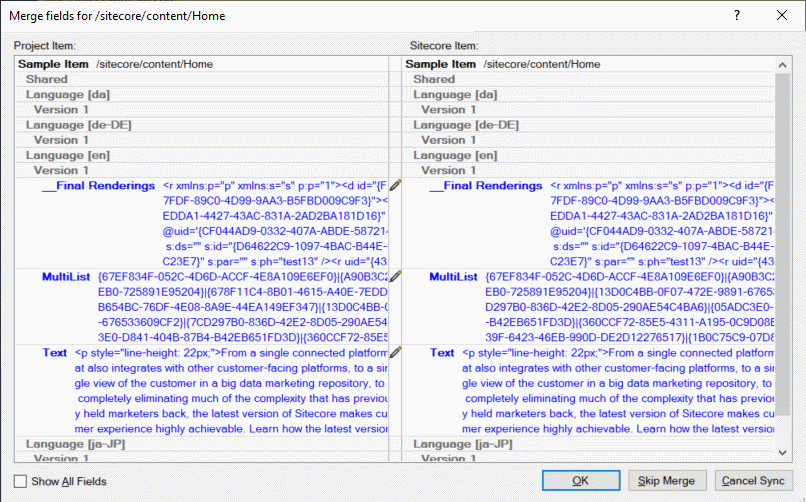 Merge fields for /sitecore/content/Home
Project Item:
Sample Item /sitecore/content/Home
Shared
Language [da]
Version 1
Language [de-DE]
Version 1
Language [en]
Version 1
__Final Renderings <r xmlns:p="p" xmlns:s="s" p:p="1"><d id="{F
7FDF-89C0-4D99-9AA3-B5FBD009C9F3}"><
EDDA1-4427-43AC-831A-2AD2BA181D16}"
@uid='{CF044AD9-0332-407A-ABDE-58721
s:ds="" s:id="{D64622C9-1097-4BAC-B44E-
C23E7}" s:par="" s:ph="test13" /><r uid="{43
MultiList {67EF834F-052C-4D6D-ACCF-4E8A109E6EF0}|{A90B3C2
EB0-725891E95204}|{678F11C4-8B01-4615-A40E-7EDD
B654BC-76DF-4E08-8A9E-44EA149EF347}|{13D0C4BB-0
-676533609CF2}|{7CD297B0-836D-42E2-8D05-290AE54
3E0-D841-404B-87B4-B42EB651FD3D}|{360CCF72-85E
Text <p style="line-height: 22px;">From a single connected platform
at also integrates with other customer-facing platforms, to a sin
gle view of the customer in a big data marketing repository, to
completely eliminating much of the complexity that has previou
y held marketers back, the latest version of Sitecore makes cu
mer experience highly achievable. Learn how the latest version
Language [ja-JP]
Version 1
Sitecore Item:
Sample Item /sitecore/content/Home
Shared
Language [da]
Version 1
Language [de-DE]
Version 1
Language [en]
Version 1
__Final Renderings <r xmlns:p="p" xmlns:s="s" p:p="1"><d id="{F
7FDF-89C0-4D99-9AA3-B5FBD009C9F3}"><
EDDA1-4427-43AC-831A-2AD2BA181D16}"
@uid='{CF044AD9-0332-407A-ABDE-58721
s:ds="" s:id="{D64622C9-1097-4BAC-B44E-
C23E7}" s:par="" s:ph="test13" /><r uid="{43
MultiList {67EF834F-052C-4D6D-ACCF-4E8A109E6EF0}|{A90B3C2
EB0-725891E95204}|{13D0C4BB-0F07-472E-9891-67653
D297B0-836D-42E2-8D05-290AE54C4BA6}|{05ADC3E0-
-B42EB651FD3D}|{360CCF72-85E5-4311-A195-0C9D08E
39F-6423-46EB-990D-DE2D12276517}|{1B0C75C9-07D8
Text <p style="line-height: 22px;">From a single connected platform
at also integrates with other customer-facing platforms, to a sin
gle view of the customer in a big data marketing repository, to
completely eliminating much of the complexity that has previou
y held marketers back, the latest version of Sitecore makes cu
mer experience highly achievable. Learn how the latest version
Language [ja-JP]
Version 1
Show All Fields
OK
Skip Merge
Cancel Sync